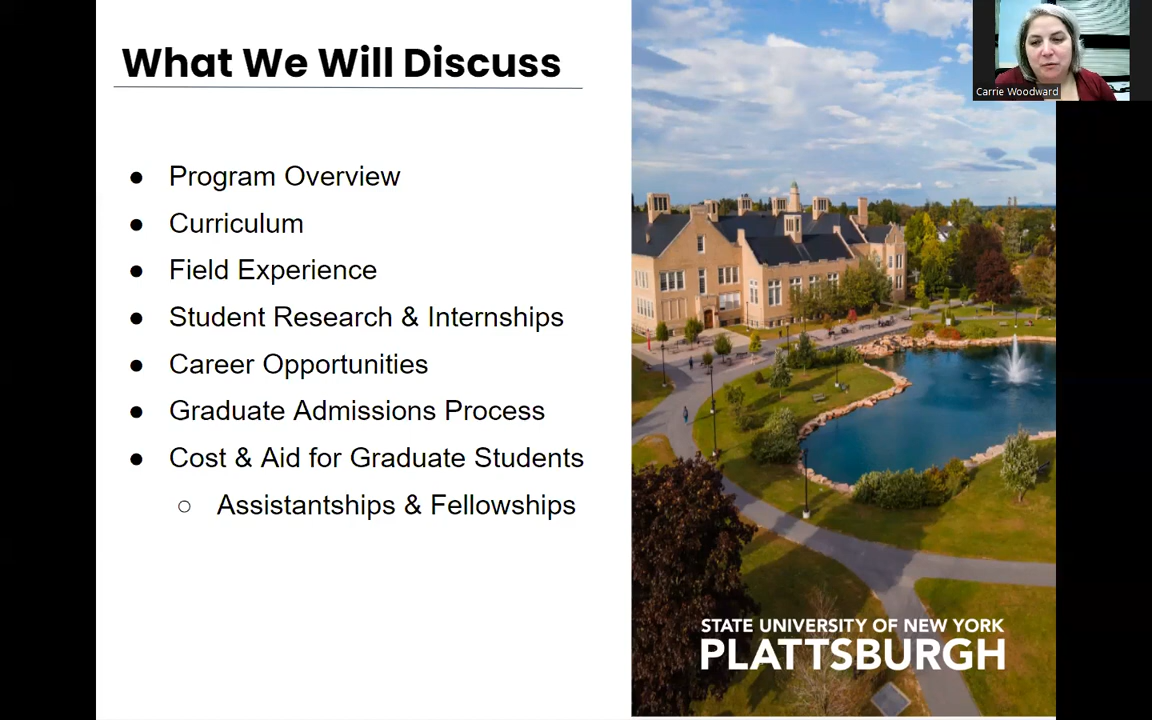 What We Will Discuss
● Program Overview
● Curriculum
● Field Experience
● Student Research & Internships
● Career Opportunities
● Graduate Admissions Process
● Cost & Aid for Graduate Students
○ Assistantships & Fellowships
Carrie Woodward
STATE UNIVERSITY OF NEW YORK
PLATTSBURGH